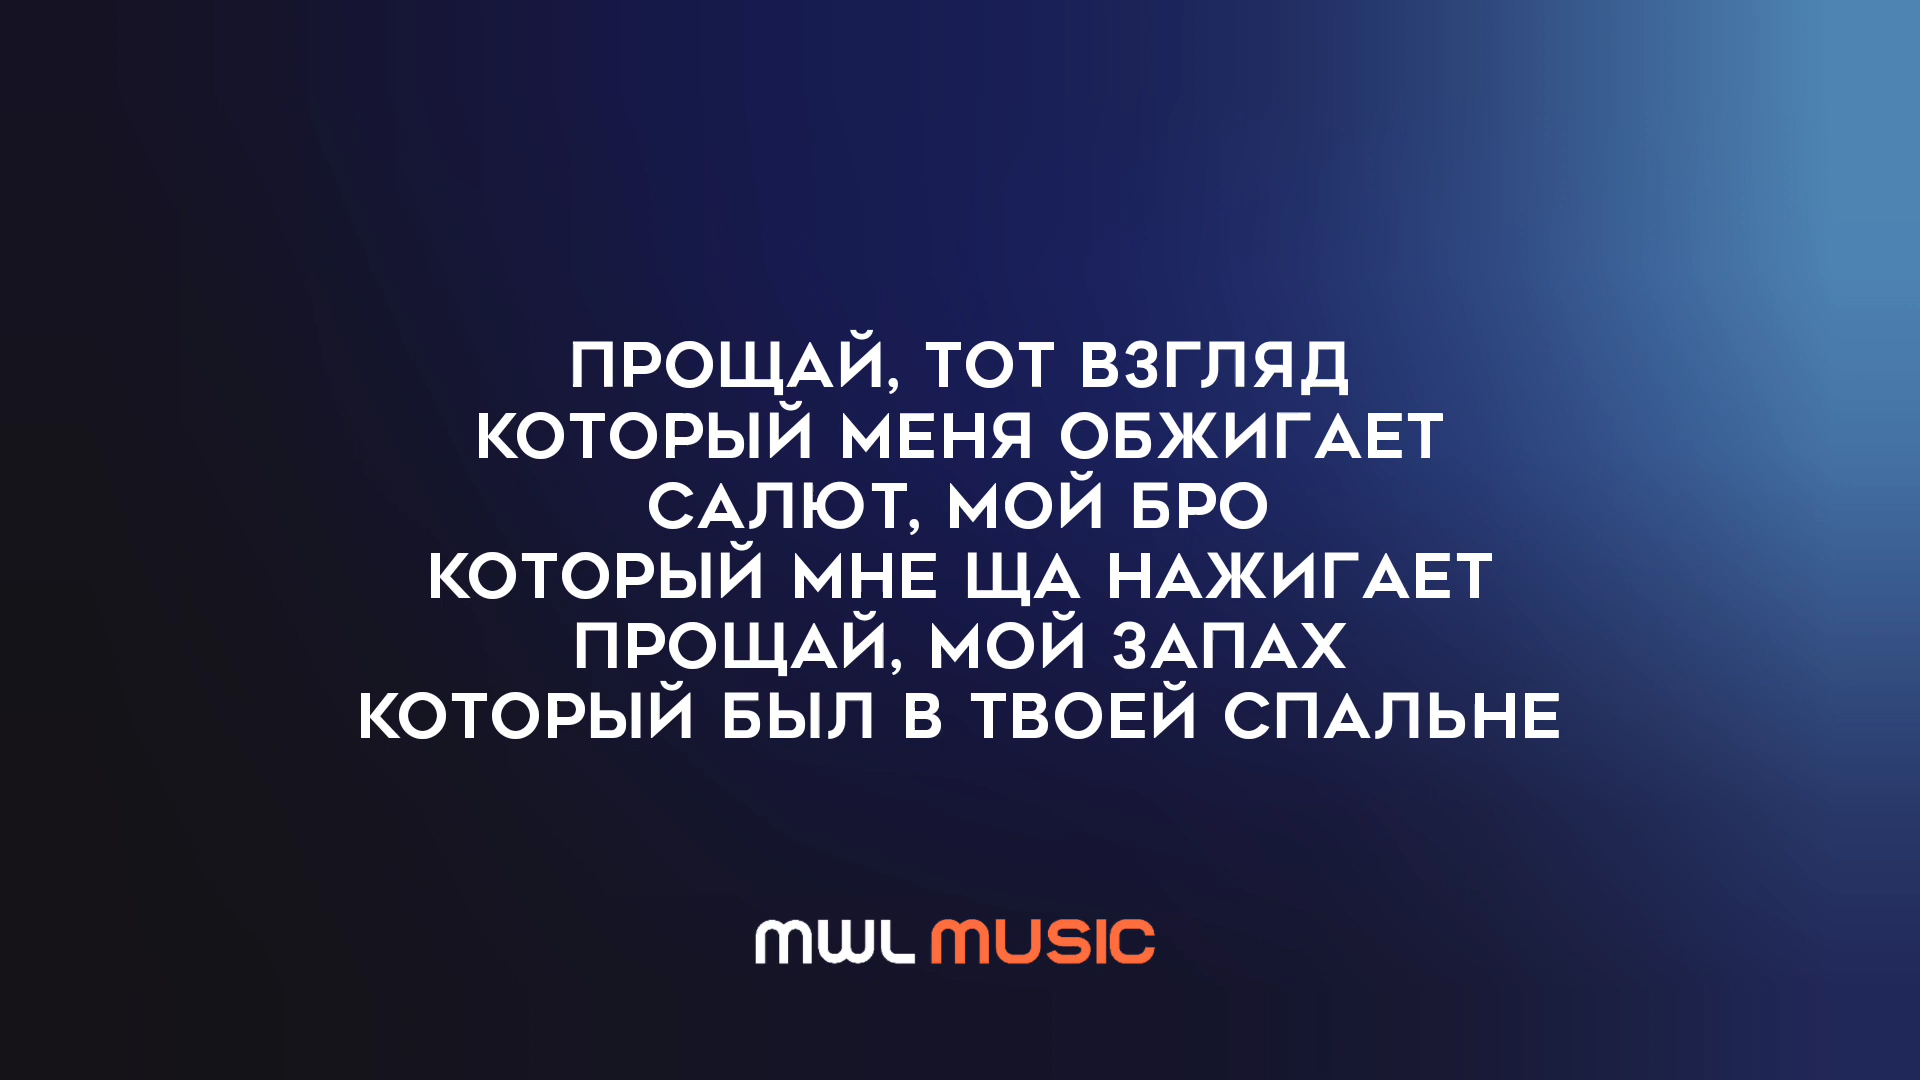 ПРОЩАЙ, ТОТ ВЗГЛЯД
КОТОРЫЙ МЕНЯ ОБЖИГАЕТ
САЛЮТ, МОЙ БРО
КОТОРЫЙ МНЕ ЩА НАЖИГАЕТ
ПРОЩАЙ, МОЙ ЗАПАХ
КОТОРЫЙ БЫЛ В ТВОЕЙ СПАЛЬНЕ
MWL MUSIC